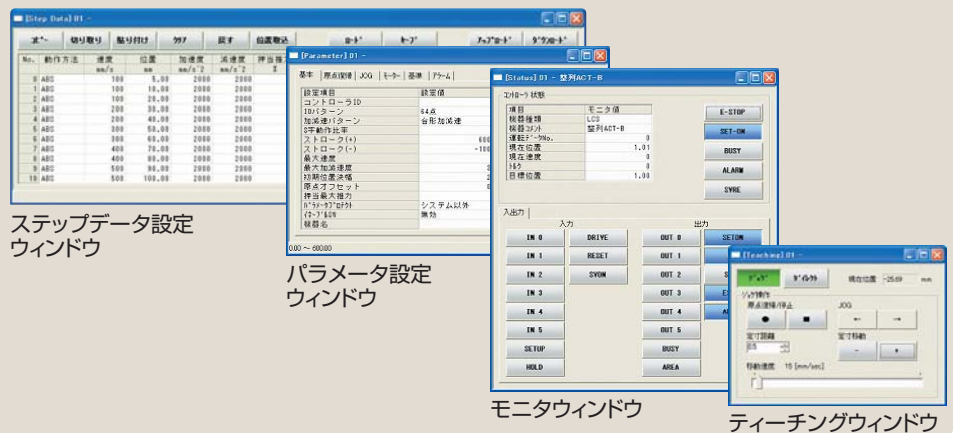 [Step Data] 01 -
ｺﾋﾟｰ 切り取り 貼り付け ｸﾘｱ 戻す 位置取込 ﾛｰﾄﾞ ｾｰﾌﾞ ｱｯﾌﾟﾛｰﾄﾞ ﾀﾞｳﾝﾛｰﾄﾞ
No. 動作方法 速度 位置 加速度 減速度
mm/s mm mm/s^2 mm/s^2 %
0 ABS 100 5.00 2000 2000
1 ABS 100 10.00 2000 2000
2 ABS 100 20.00 2000 2000
3 ABS 200 30.00 2000 2000
4 ABS 200 40.00 2000 2000
5 ABS 300 50.00 2000 2000
6 ABS 300 60.00 2000 2000
7 ABS 400 70.00 2000 2000
8 ABS 400 80.00 2000 2000
9 ABS 500 90.00 2000 2000
10 ABS 500 100.00 2000 2000
ステップデータ設定
ウィンドウ
[Parameter] 01 -
基本 原点復帰 JOG ﾓｰﾀｰ 基準 ｱﾗｰﾑ
設定項目 設定値
コントローラID
IOパターン 64点
加減速パターン 台形加減速
S字動作比率
ストローク(+) 600
ストローク(-) -100
最大速度
最大加減速度
初期位置決幅
原点オフセット
押当最大推力
ﾊﾟﾗﾒｰﾀﾌﾟﾛﾃｸﾄ システム以外
ｲﾈｰﾌﾞﾙSW 無効
機器名
0.00 ～ 600.00
パラメータ設定
ウィンドウ
[Status] 01 - 整列ACT-B
ｺﾝﾄﾛｰﾗ 状態
項目 モニタ値
機器種類 LCS
機器ｺﾒﾝﾄ 整列ACT-B
運転ﾃﾞｰﾀNo. 0
現在位置 1.01
現在速度 0
ﾄﾙｸ 0
目標位置 1.00
E-STOP
SET-ON
BUSY
ALARM
SVRE
入出力
入力 出力
IN 0 DRIVE OUT 0 SETON
IN 1 RESET OUT 1
IN 2 SVON OUT 2
IN 3 OUT 3
IN 4 OUT 4
IN 5 OUT 5
SETUP BUSY
HOLD AREA
モニタウィンドウ
[Teaching] 01 -
ｼﾞｮｸﾞ ﾀﾞｲﾚｸﾄ 現在位置 -25.69 mm
ｼﾞｮｸﾞ操作
原点復帰/停止 JOG
● ■ ← →
定寸距離 定寸移動
0.5 - +
移動速度 15 [mm/sec]
ティーチングウィンドウ